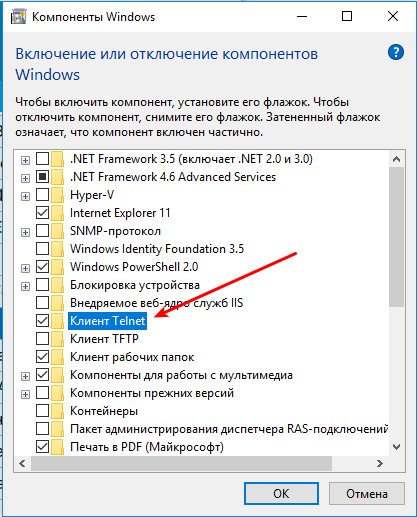 Компоненты Windows
Включение или отключение компонентов
Windows
?
Чтобы включить компонент, установите его флажок. Чтобы
отключить компонент, снимите его флажок. Затененный флажок
означает, что компонент включен частично.
.NET Framework 3.5 (включает .NET 2.0 и 3.0)
.NET Framework 4.6 Advanced Services
Hyper-V
Internet Explorer 11
SNMP-протокол
Windows Identity Foundation 3.5
Windows PowerShell 2.0
Блокировка устройства
Внедряемое веб-ядро служб IIS
Клиент Telnet
Клиент TFTP
Клиент рабочих папок
Компоненты для работы с мультимедиа
Компоненты прежних версий
Контейнеры
Пакет администрирования диспетчера RAS-подключений
Печать в PDF (Майкрософт)
OK
Отмена